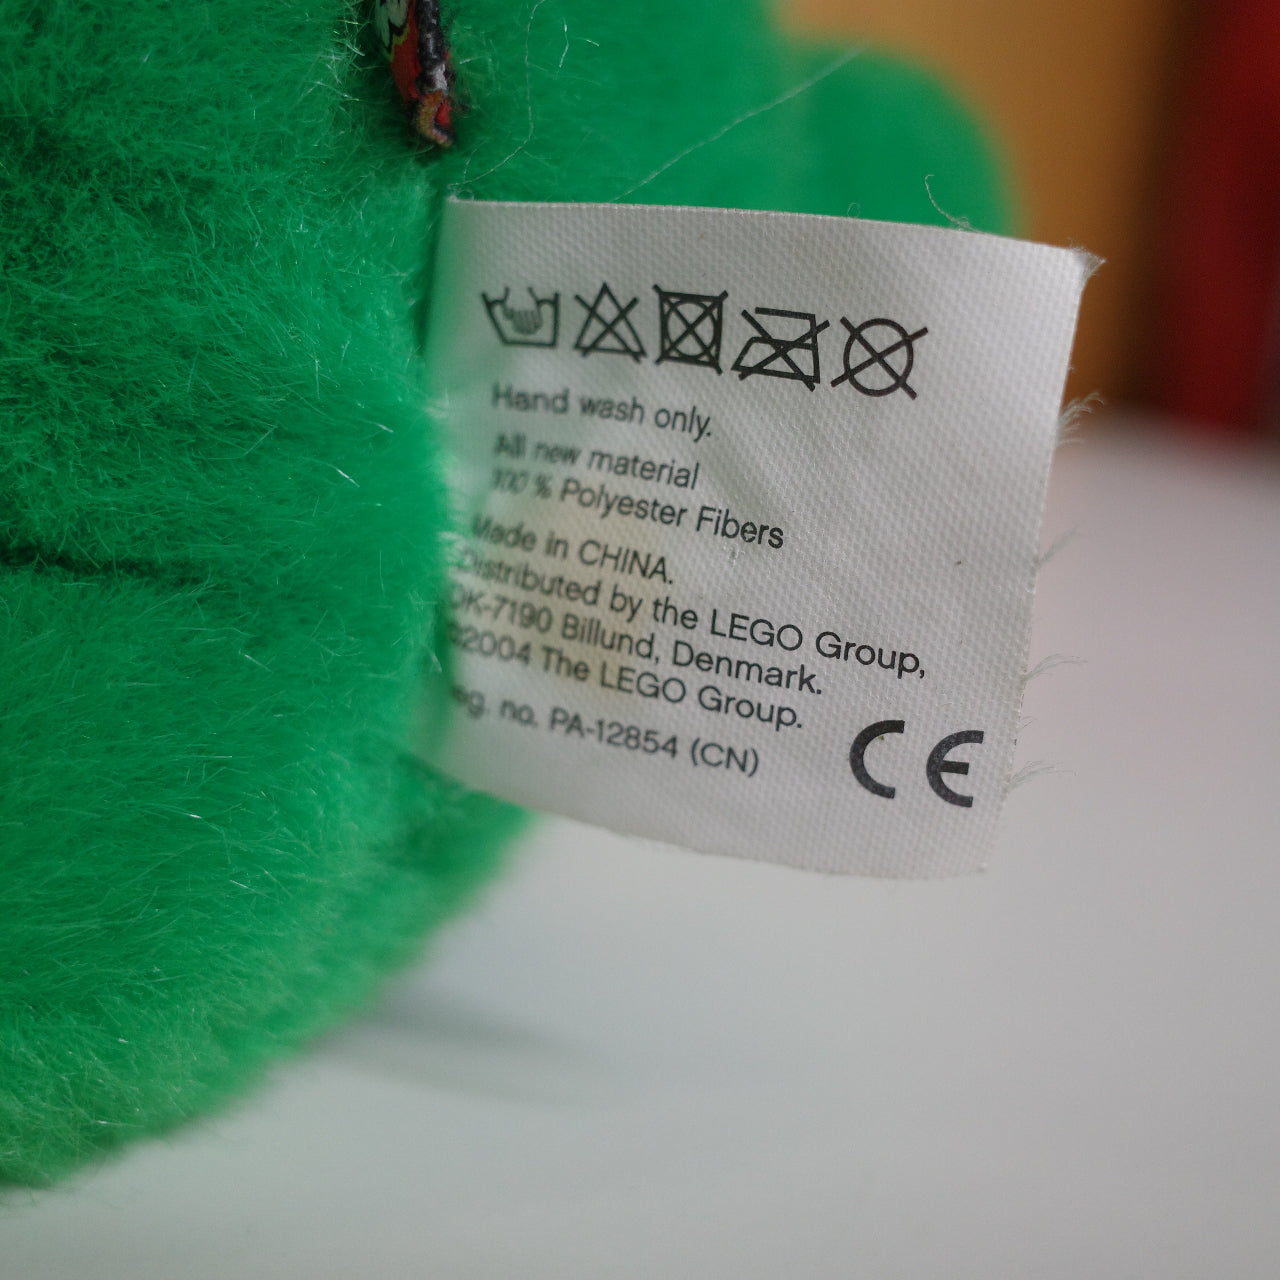 Hand wash only.
All new material
100 % Polyester Fibers
Made in CHINA.
Distributed by the LEGO Group,
DK-7190 Billund, Denmark.
©2004 The LEGO Group.
Reg. no. PA-12854 (CN)
CE